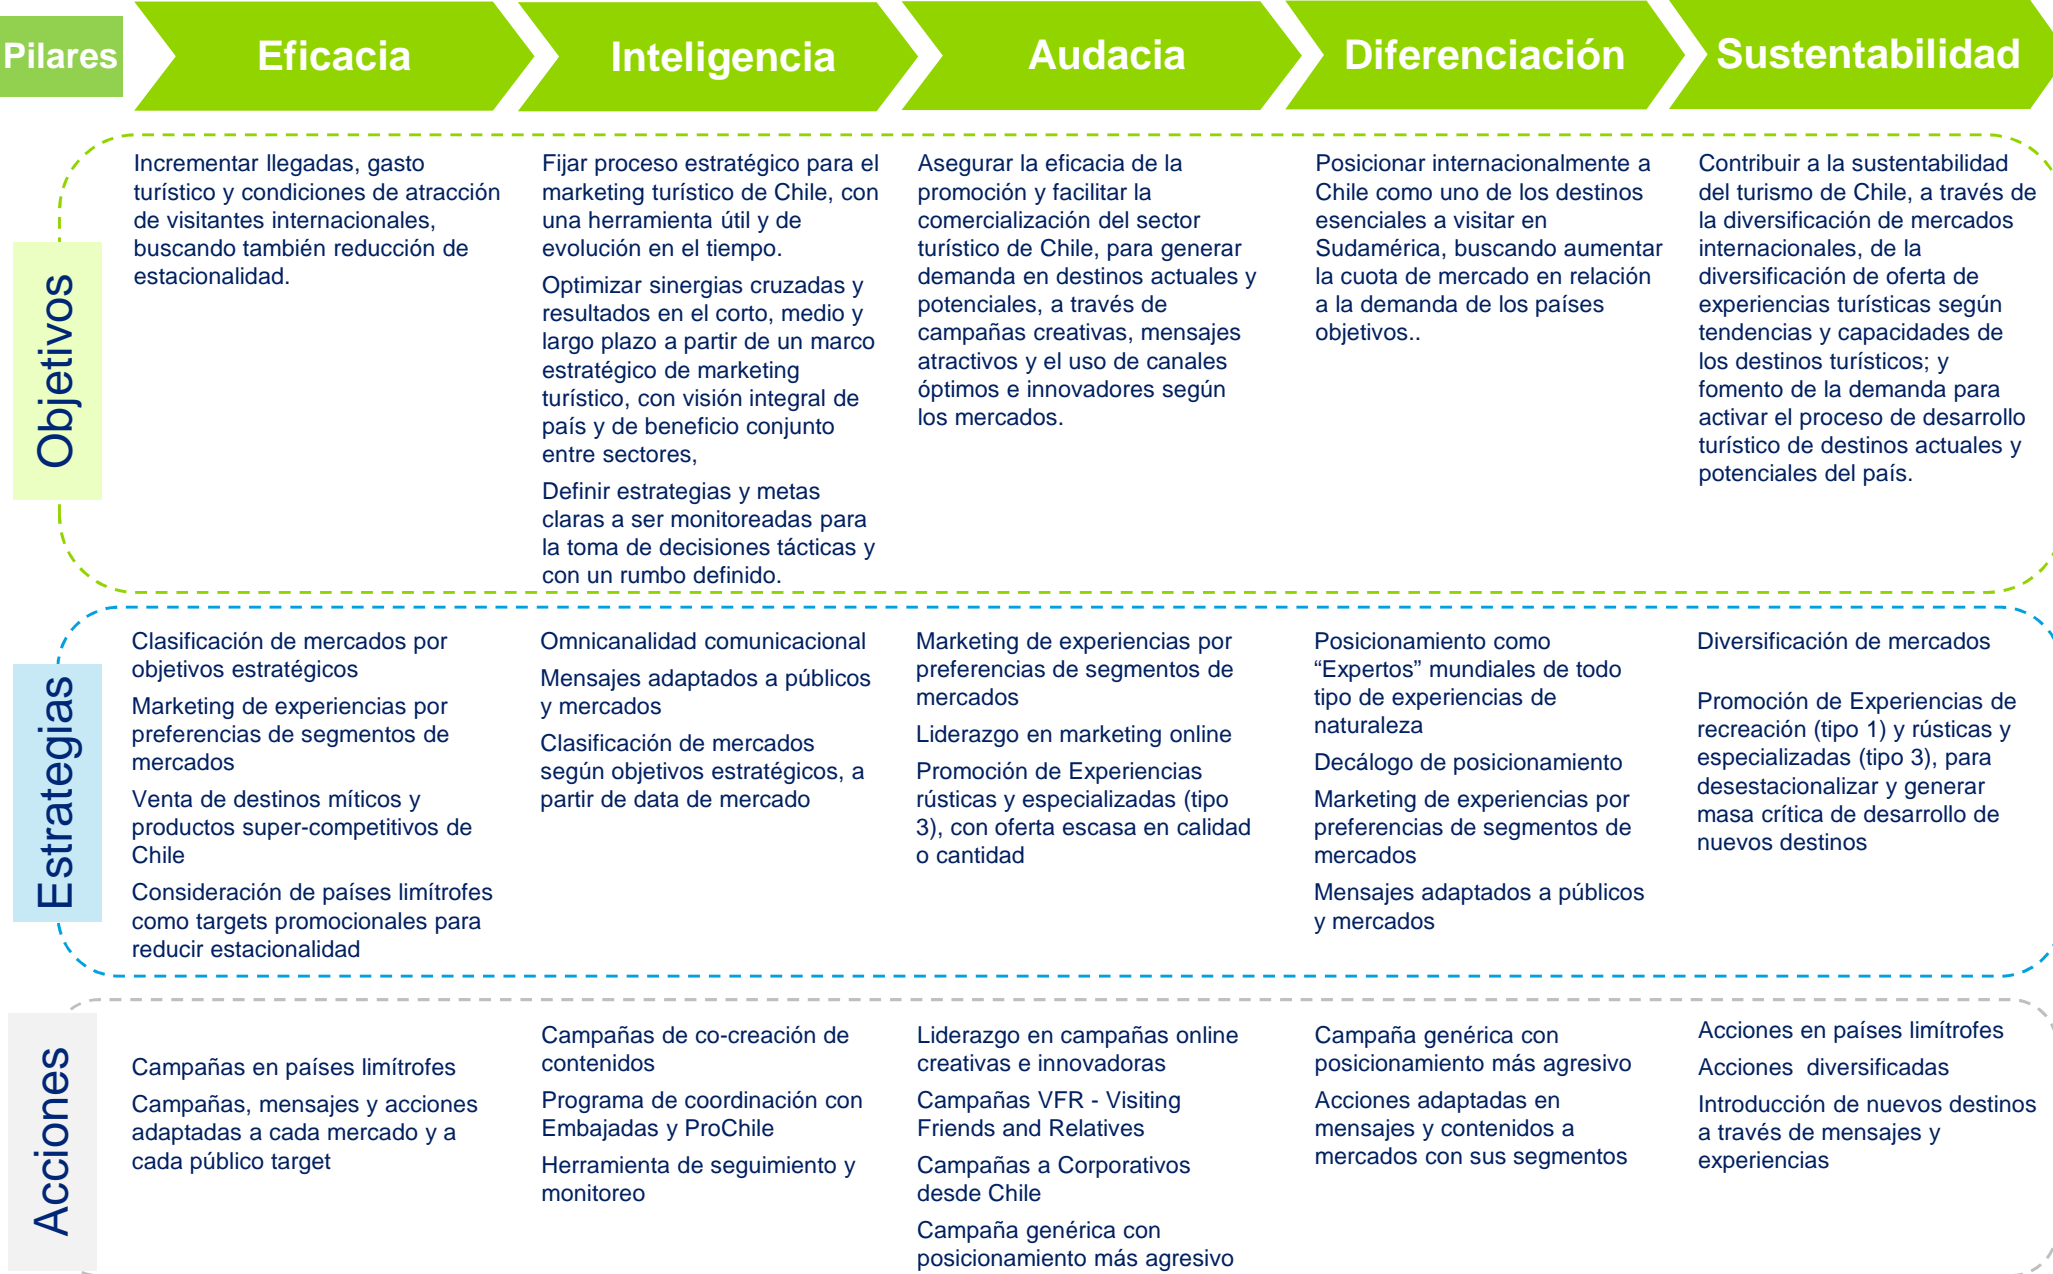 Pilares
Eficacia
Inteligencia
Audacia
Diferenciación
Sustentabilidad
Objetivos
Incrementar llegadas, gasto
turístico y condiciones de atracción
de visitantes internacionales,
buscando también reducción de
estacionalidad.
Fijar proceso estratégico para el
marketing turístico de Chile, con
una herramienta útil y de
evolución en el tiempo.
Optimizar sinergias cruzadas y
resultados en el corto, medio y
largo plazo a partir de un marco
estratégico de marketing
turístico, con visión integral de
país y de beneficio conjunto
entre sectores,
Definir estrategias y metas
claras a ser monitoreadas para
la toma de decisiones tácticas y
con un rumbo definido.
Asegurar la eficacia de la
promoción y facilitar la
comercialización del sector
turístico de Chile, para generar
demanda en destinos actuales y
potenciales, a través de
campañas creativas, mensajes
atractivos y el uso de canales
óptimos e innovadores según
los mercados.
Posicionar internacionalmente a
Chile como uno de los destinos
esenciales a visitar en
Sudamérica, buscando aumentar
la cuota de mercado en relación
a la demanda de los países
objetivos..
Contribuir a la sustentabilidad
del turismo de Chile, a través de
la diversificación de mercados
internacionales, de la
diversificación de oferta de
experiencias turísticas según
tendencias y capacidades de
los destinos turísticos; y
fomento de la demanda para
activar el proceso de desarrollo
turístico de destinos actuales y
potenciales del país.
Estrategias
Clasificación de mercados por
objetivos estratégicos
Marketing de experiencias por
preferencias de segmentos de
mercados
Venta de destinos míticos y
productos super-competitivos de
Chile
Consideración de países limítrofes
como targets promocionales para
reducir estacionalidad
Omnicanalidad comunicacional
Mensajes adaptados a públicos
y mercados
Clasificación de mercados
según objetivos estratégicos, a
partir de data de mercado
Marketing de experiencias por
preferencias de segmentos de
mercados
Liderazgo en marketing online
Promoción de Experiencias
rústicas y especializadas (tipo
3), con oferta escasa en calidad
o cantidad
Posicionamiento como
“Expertos” mundiales de todo
tipo de experiencias de
naturaleza
Decálogo de posicionamiento
Marketing de experiencias por
preferencias de segmentos de
mercados
Mensajes adaptados a públicos
y mercados
Diversificación de mercados
Promoción de Experiencias de
recreación (tipo 1) y rústicas y
especializadas (tipo 3), para
desestacionalizar y generar
masa crítica de desarrollo de
nuevos destinos
Acciones
Campañas en países limítrofes
Campañas, mensajes y acciones
adaptadas a cada mercado y a
cada público target
Campañas de co-creación de
contenidos
Programa de coordinación con
Embajadas y ProChile
Herramienta de seguimiento y
monitoreo
Liderazgo en campañas online
creativas e innovadoras
Campañas VFR - Visiting
Friends and Relatives
Campañas a Corporativos
desde Chile
Campaña genérica con
posicionamiento más agresivo
Campaña genérica con
posicionamiento más agresivo
Acciones adaptadas en
mensajes y contenidos a
mercados con sus segmentos
Acciones en países limítrofes
Acciones  diversificadas
Introducción de nuevos destinos
a través de mensajes y
experiencias